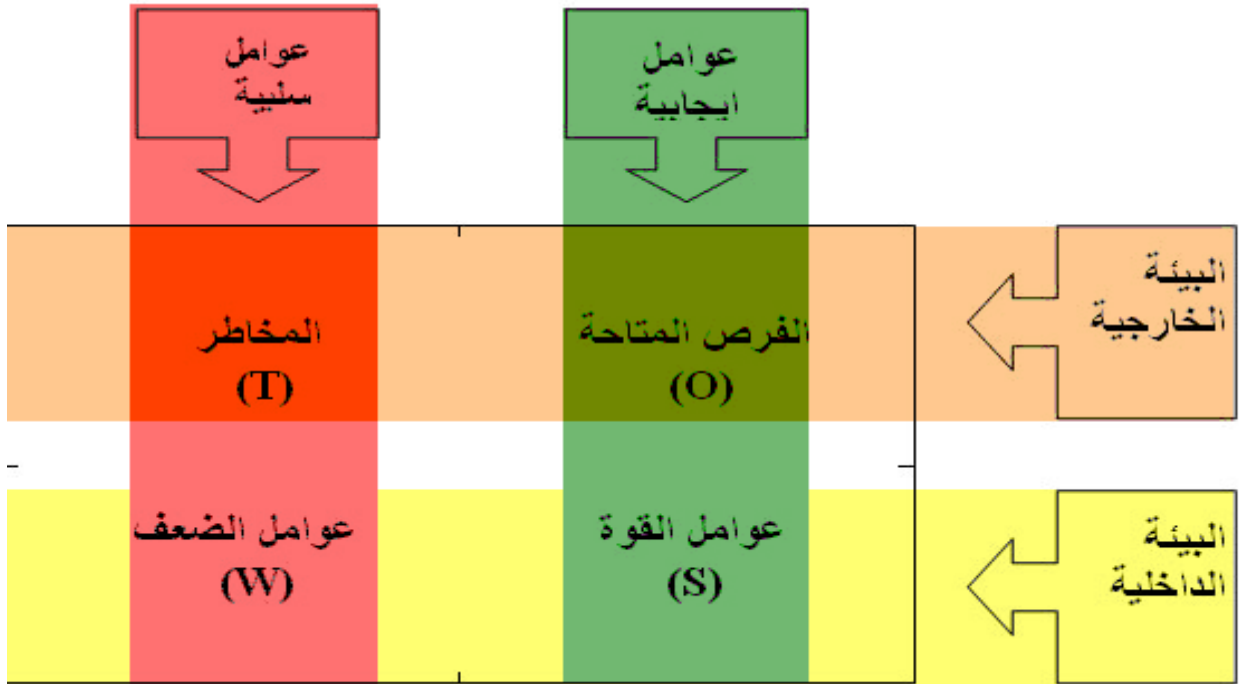 عوامل
ايجابية
عوامل
سلبية
البيئة
الخارجية
الفرص المتاحة
(O)
المخاطر
(T)
البيئة
الداخلية
عوامل القوة
(S)
عوامل الضعف
(W)